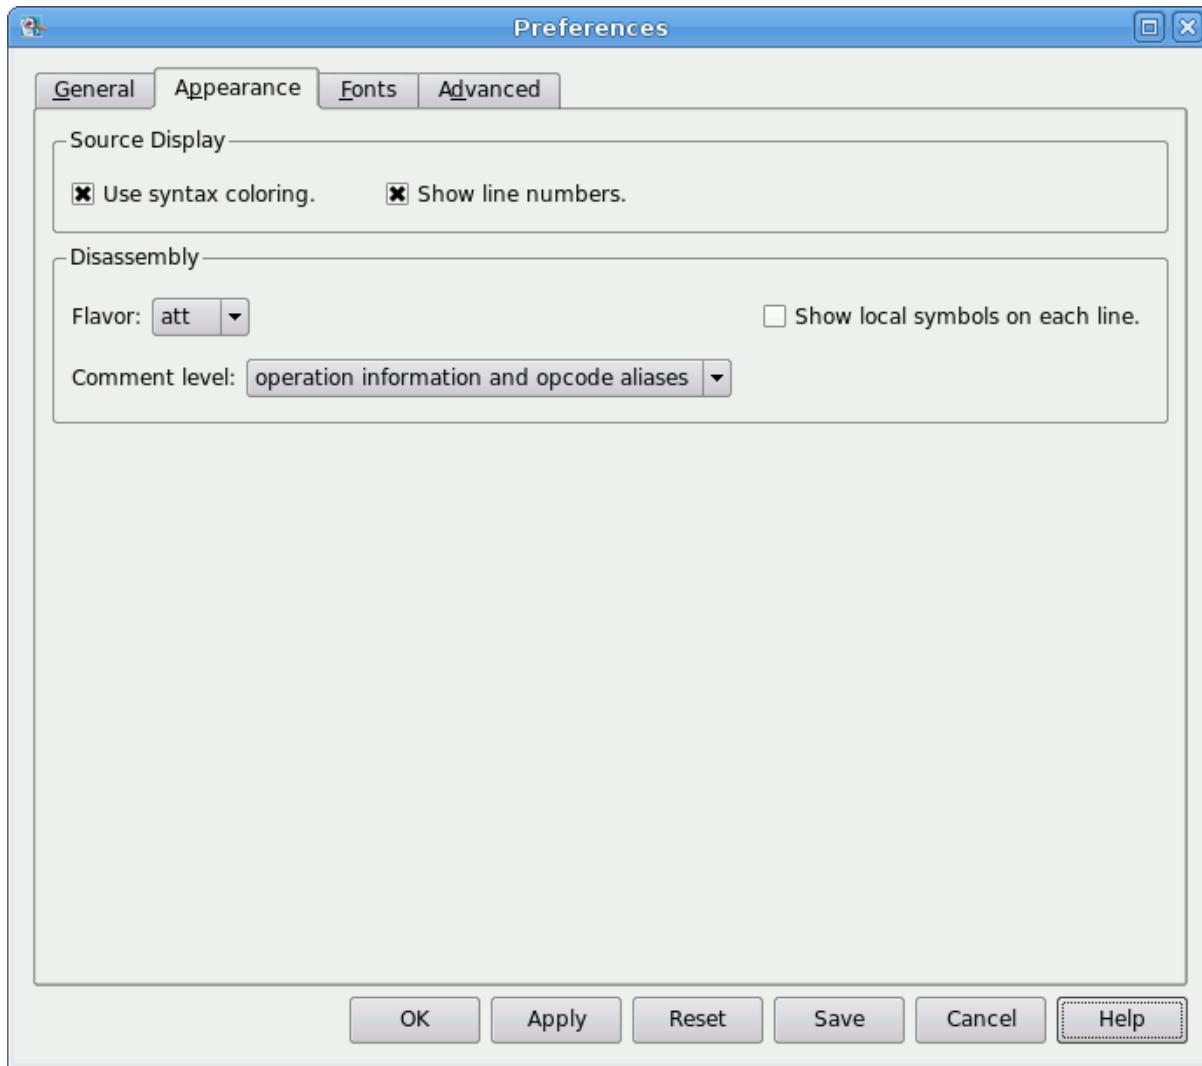 Preferences
General Appearance Fonts Advanced
Source Display
Use syntax coloring. Show line numbers.
Disassembly
Flavor: att Show local symbols on each line.
Comment level: operation information and opcode aliases
OK Apply Reset Save Cancel Help